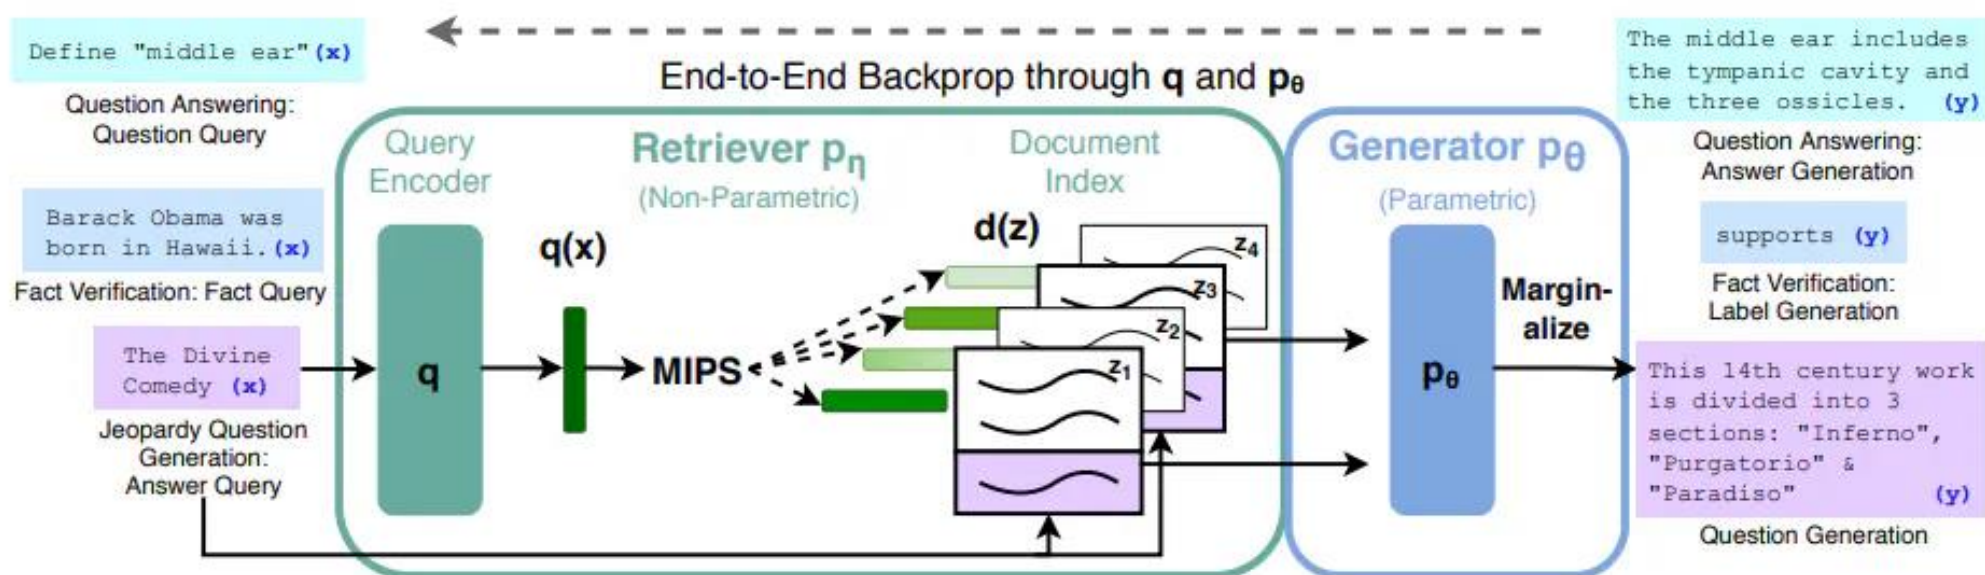 Define "middle ear"(x)
Question Answering:
Question Query
Barack Obama was
born in Hawaii.(x)
Fact Verification: Fact Query
The Divine
Comedy (x)
Jeopardy Question
Generation:
Answer Query
End-to-End Backprop through q and pθ
Query
Encoder
q
q(x)
Retriever pη
(Non-Parametric)
MIPS
Document
Index
d(z)
z4
z3
z2
z1
Generator pθ
(Parametric)
pθ
Margin-
alize
The middle ear includes
the tympanic cavity and
the three ossicles. (y)
Question Answering:
Answer Generation
supports (y)
Fact Verification:
Label Generation
This 14th century work
is divided into 3
sections: "Inferno",
"Purgatorio" &
"Paradiso" (y)
Question Generation